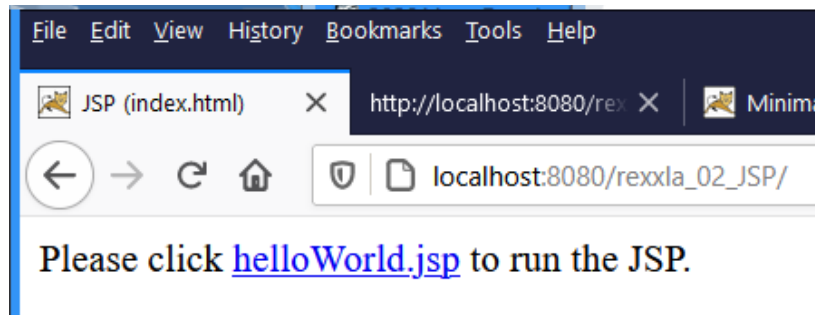 File Edit View History Bookmarks Tools Help
JSP (index.html) http://localhost:8080/rex Minima
localhost:8080/rexxla_02_JSP/
Please click helloWorld.jsp to run the JSP.